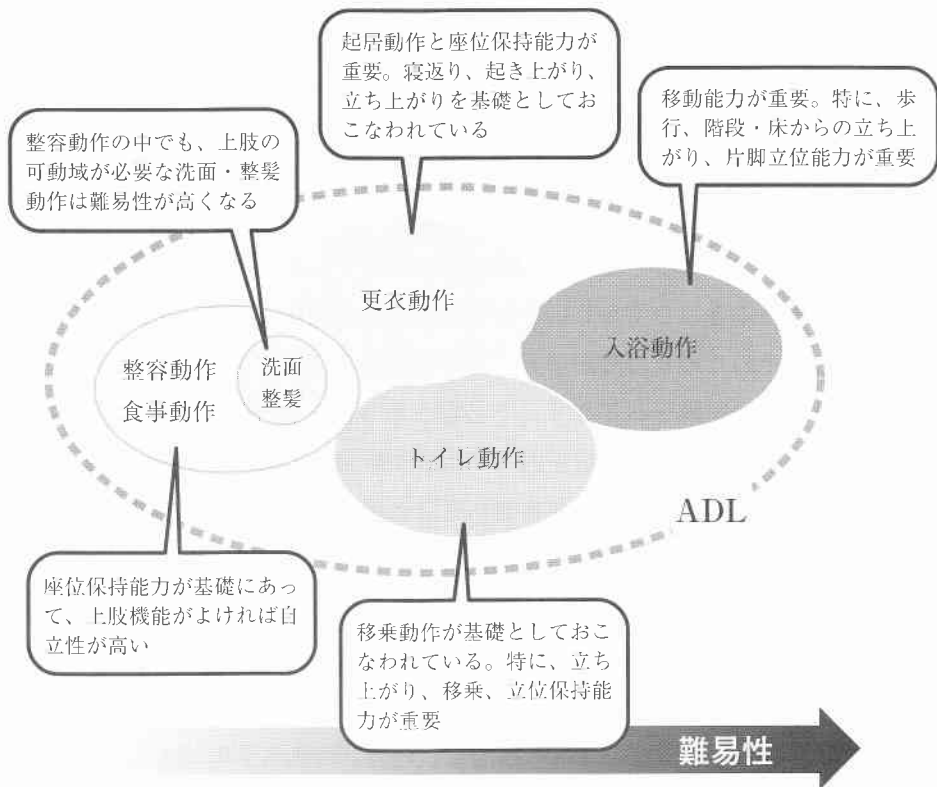 起居動作と座位保持能力が
重要。寝返り、起き上がり、
立ち上がりを基礎としてお
こなわれている
移動能力が重要。特に、歩
行、階段・床からの立ち上
がり、片脚立位能力が重要
整容動作の中でも、上肢の
可動域が必要な洗面・整髪
動作は難易性が高くなる
更衣動作
入浴動作
整容動作
食事動作
洗面
整髪
トイレ動作
ADL
座位保持能力が基礎にあっ
て、上肢機能がよければ自
立性が高い
移乗動作が基礎としておこ
なわれている。特に、立ち
上がり、移乗、立位保持能
力が重要
難易性